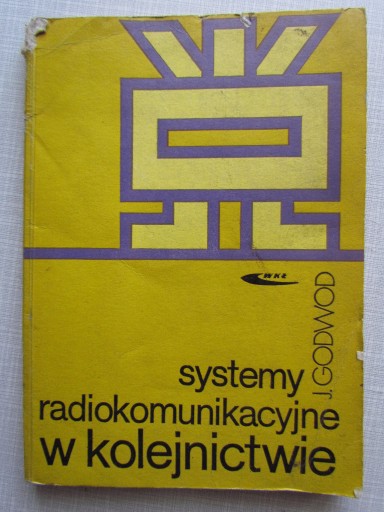 WKŁ
J. GODWOD
systemy
radiokomunikacyjne
w kolejnictwie